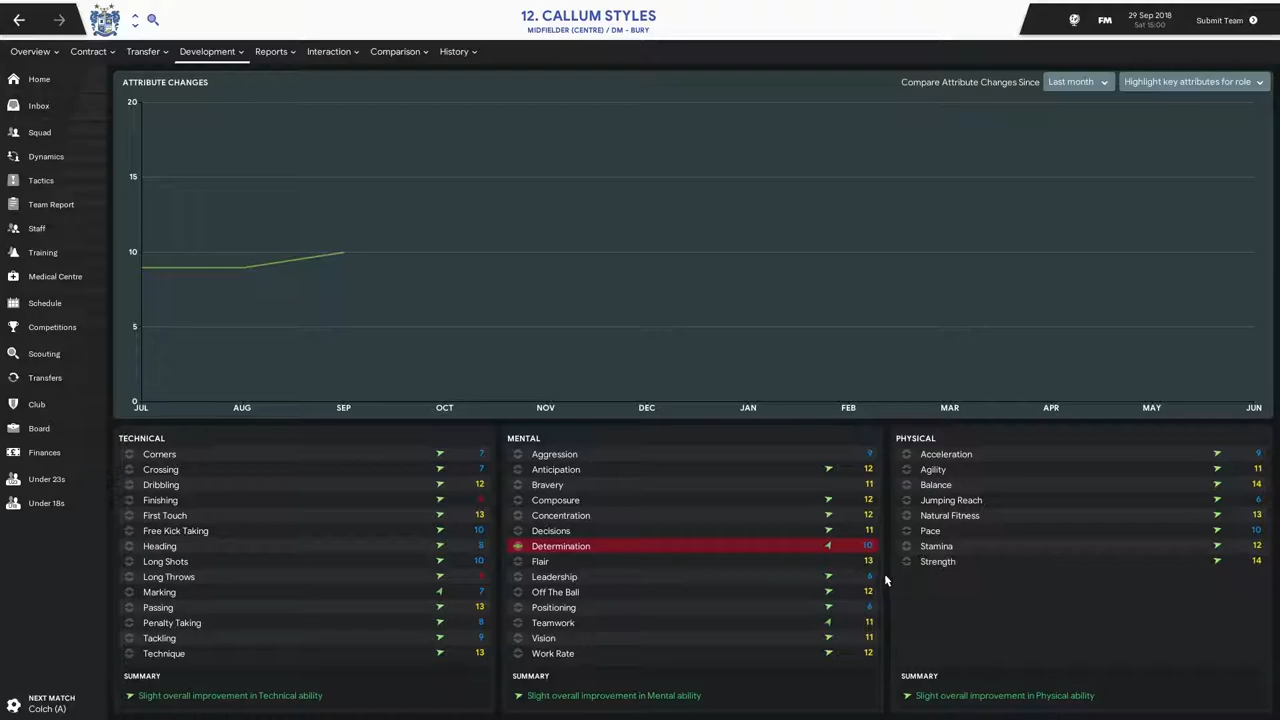 12. CALLUM STYLES
MIDFIELDER (CENTRE) / DM - BURY
FM
29 Sep 2018
Sat 15:00
Submit Team
Overview
Contract
Transfer
Development
Reports
Interaction
Comparison
History
Home
Inbox
Squad
Dynamics
Tactics
Team Report
Staff
Training
Medical Centre
Schedule
Competitions
Scouting
Transfers
Club
Board
Finances
Under 23s
Under 18s
NEXT MATCH
Colch (A)
ATTRIBUTE CHANGES
Compare Attribute Changes Since Last month Highlight key attributes for role
20
15
10
5
0
JUL AUG SEP OCT NOV DEC JAN FEB MAR APR MAY JUN
TECHNICAL
Corners 7
Crossing 7
Dribbling 12
Finishing
First Touch 13
Free Kick Taking 10
Heading 8
Long Shots 10
Long Throws
Marking 7
Passing 13
Penalty Taking 8
Tackling 9
Technique 13
SUMMARY
Slight overall improvement in Technical ability
MENTAL
Aggression 9
Anticipation 12
Bravery 11
Composure 12
Concentration 12
Decisions 11
Determination 10
Flair 13
Leadership 6
Off The Ball 12
Positioning 6
Teamwork 11
Vision 11
Work Rate 12
SUMMARY
Slight overall improvement in Mental ability
PHYSICAL
Acceleration 9
Agility 11
Balance 14
Jumping Reach 6
Natural Fitness 13
Pace 10
Stamina 12
Strength 14
SUMMARY
Slight overall improvement in Physical ability